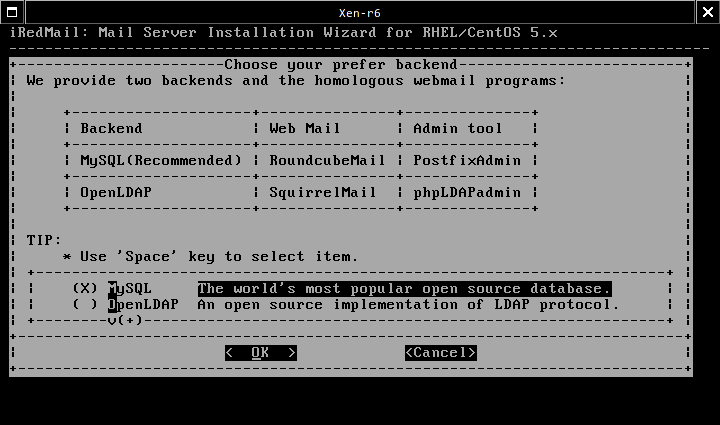 Xen-r6
iRedMail: Mail Server Installation Wizard for RHEL/CentOS 5.x
Choose your prefer backend
We provide two backends and the homologous webmail programs:
Backend | Web Mail | Admin tool
MySQL(Recommended) | RoundcubeMail | PostfixAdmin
OpenLDAP | SquirrelMail | phpLDAPadmin
TIP:
* Use 'Space' key to select item.
(X) MySQL The world's most popular open source database.
( ) OpenLDAP An open source implementation of LDAP protocol.
v(+)
< OK > <Cancel>